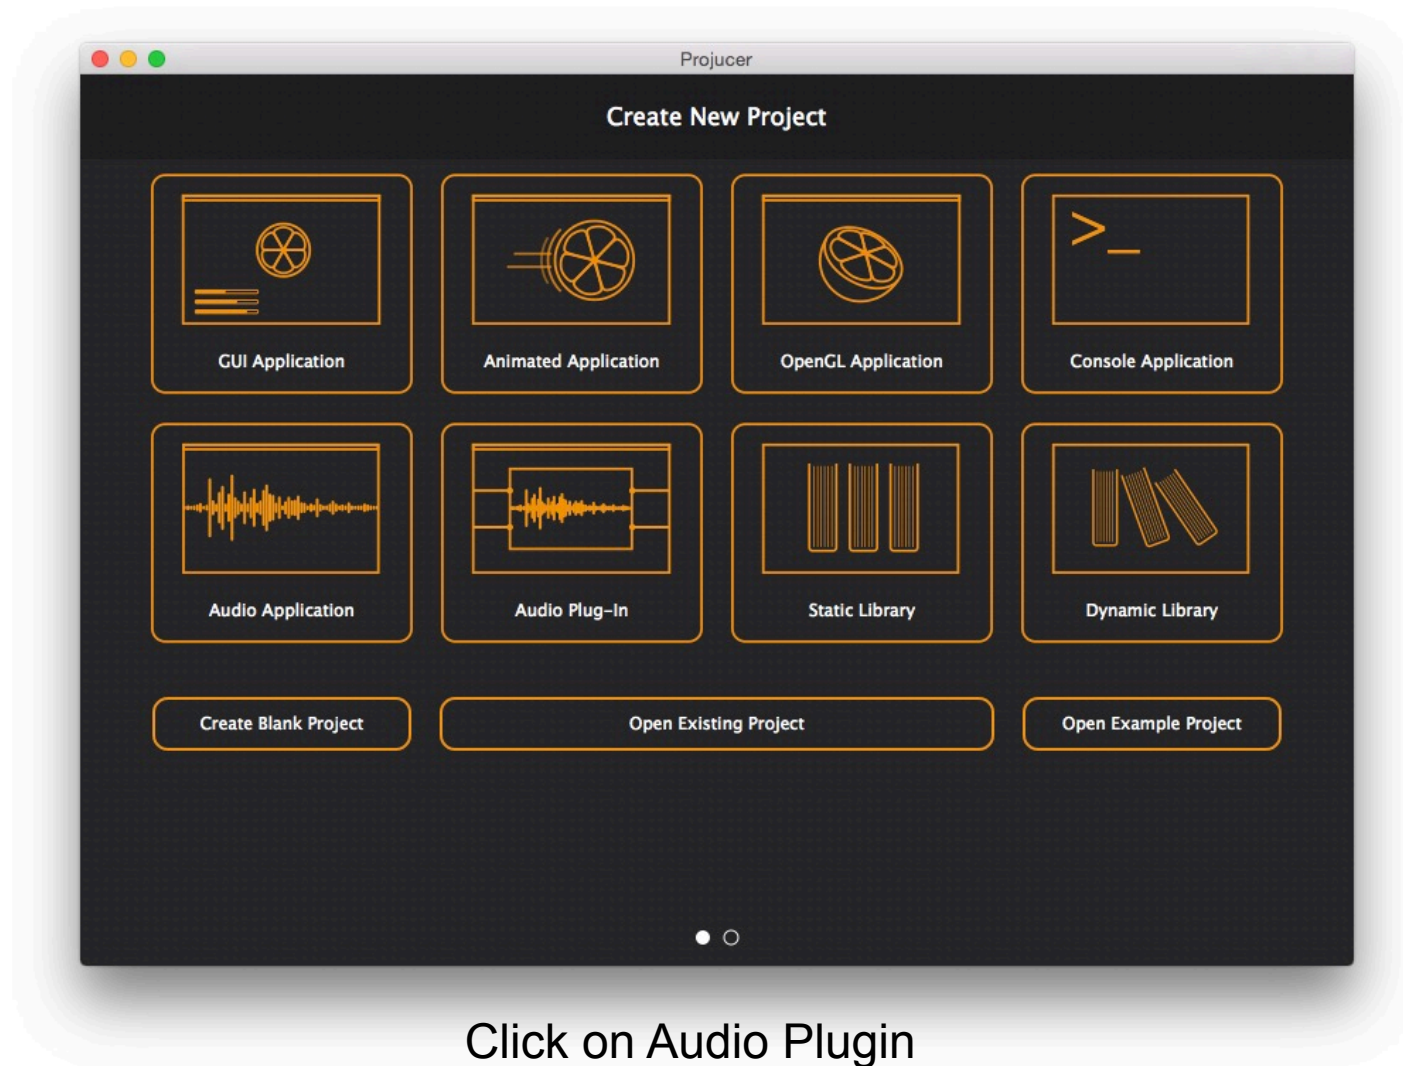 Projucer
Create New Project
GUI Application
Animated Application
OpenGL Application
>_
Console Application
Audio Application
Audio Plug-In
Static Library
Dynamic Library
Create Blank Project
Open Existing Project
Open Example Project
Click on Audio Plugin